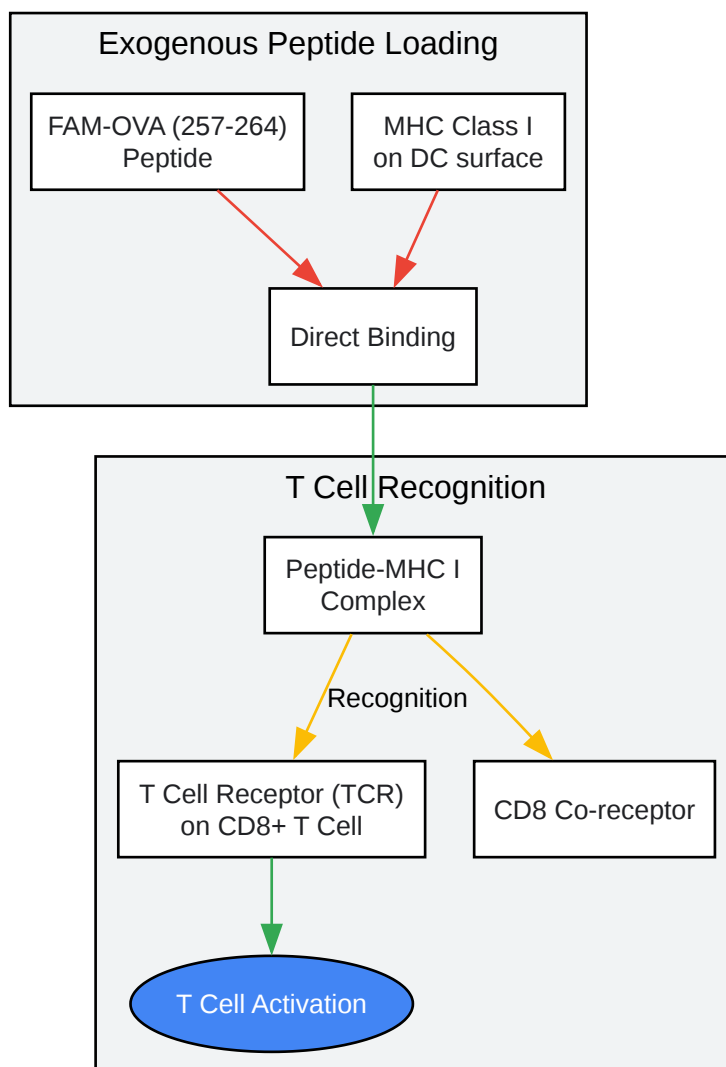 Exogenous Peptide Loading
FAM-OVA (257-264)
Peptide
MHC Class I
on DC surface
Direct Binding
T Cell Recognition
Peptide-MHC I
Complex
Recognition
T Cell Receptor (TCR)
on CD8+ T Cell
CD8 Co-receptor
T Cell Activation